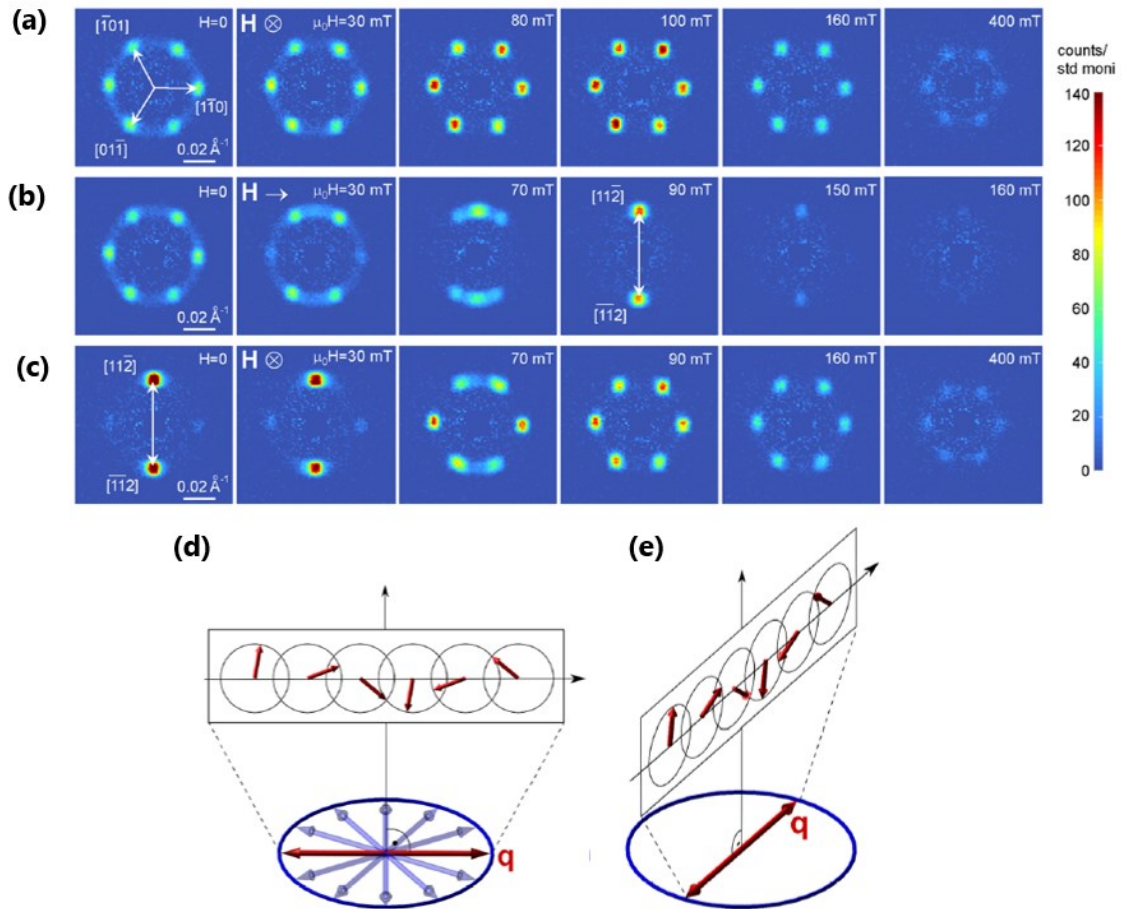 (a)
[1̅01] H=0
[11̅0]
[011̅]
0.02 Å⁻¹
H ⊗ μ₀H=30 mT
80 mT
100 mT
160 mT
400 mT
counts/
std moni
140
120
100
80
60
40
20
0
(b)
H=0
0.02 Å⁻¹
H → μ₀H=30 mT
70 mT
[112̅] 90 mT
[1̅1̅2]
150 mT
160 mT
(c)
[112̅] H=0
[1̅1̅2]
0.02 Å⁻¹
H ⊗ μ₀H=30 mT
70 mT
90 mT
160 mT
400 mT
(d)
q
(e)
q